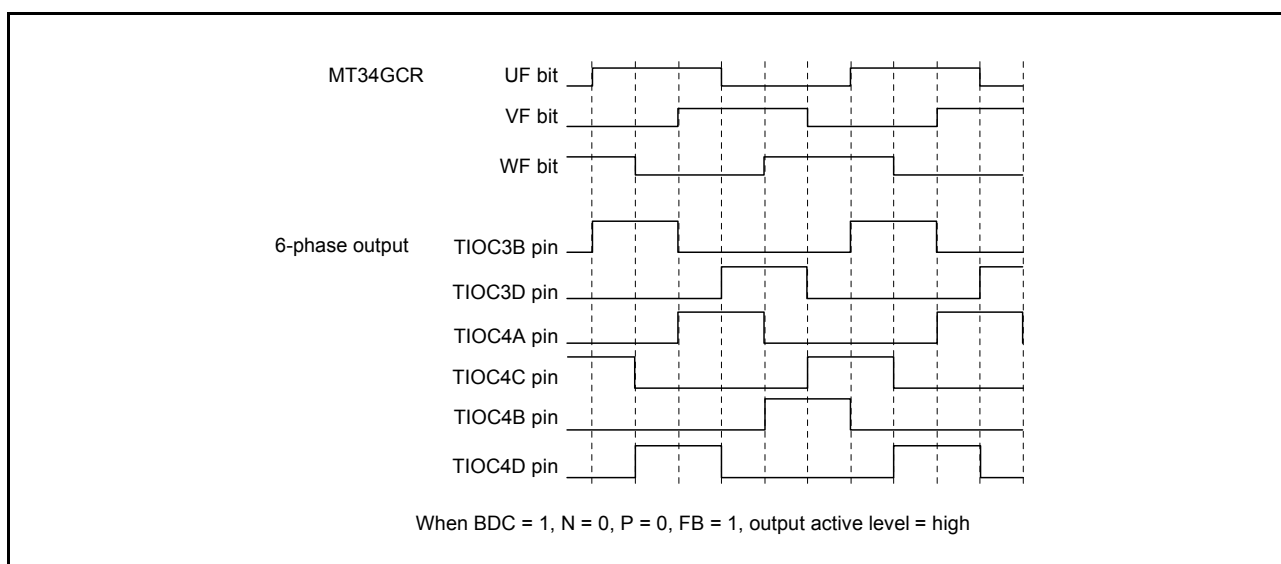 MT34GCR UF bit
VF bit
WF bit
6-phase output TIOC3B pin
TIOC3D pin
TIOC4A pin
TIOC4C pin
TIOC4B pin
TIOC4D pin
When BDC = 1, N = 0, P = 0, FB = 1, output active level = high